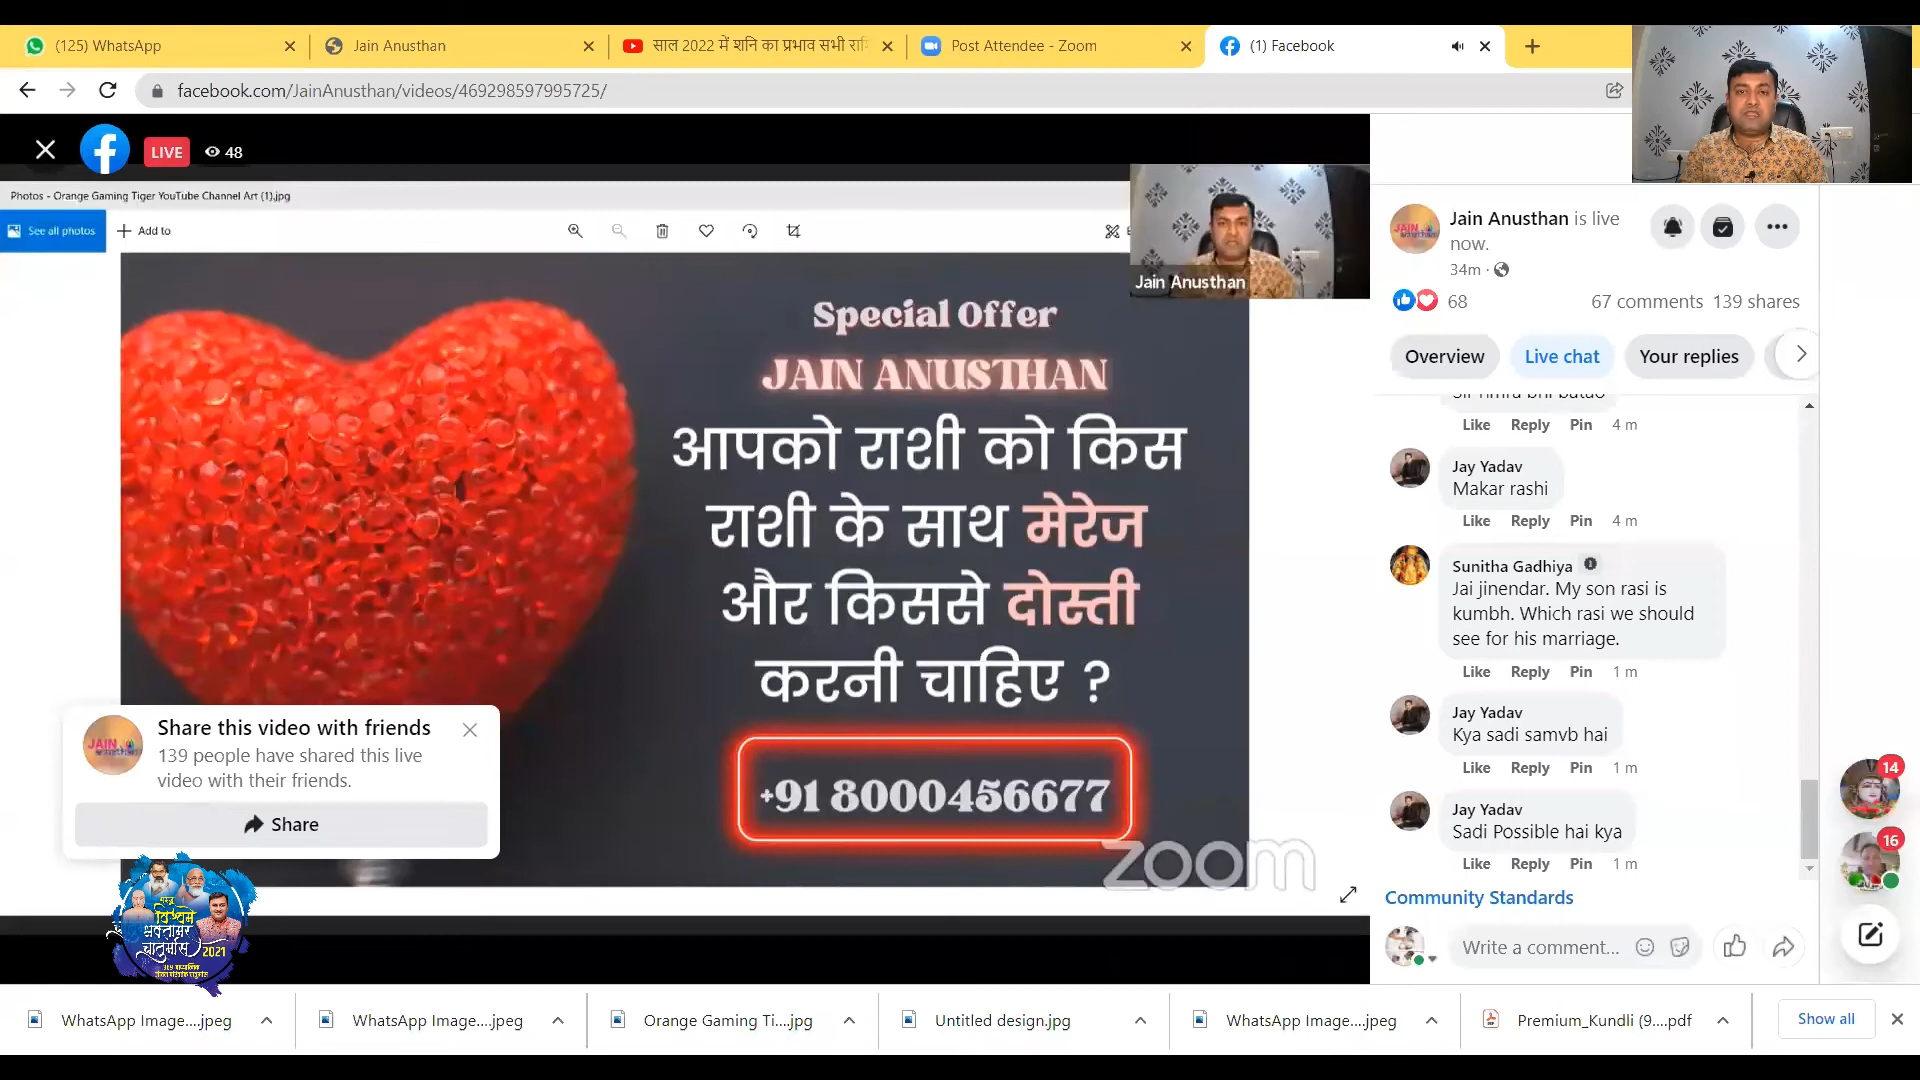 (125) WhatsApp
Jain Anusthan
साल 2022 में शनि का प्रभाव सभी राशि
Post Attendee - Zoom
(1) Facebook
facebook.com/JainAnusthan/videos/469298597995725/
LIVE
48
Photos - Orange Gaming Tiger YouTube Channel Art (1).jpg
See all photos
Add to
Jain Anusthan
Special Offer
JAIN ANUSTHAN
आपको राशी को किस
राशी के साथ मेरेज
और किससे दोस्ती
करनी चाहिए ?
+91 8000456677
zoom
Share this video with friends
139 people have shared this live
video with their friends.
Share
विश्वमे
भक्तामर
चातुर्मास 2021
Jain Anusthan is live
now.
34m
68
67 comments 139 shares
Overview
Live chat
Your replies
Like Reply Pin 4 m
Jay Yadav
Makar rashi
Like Reply Pin 4 m
Sunitha Gadhiya
Jai jinendar. My son rasi is
kumbh. Which rasi we should
see for his marriage.
Like Reply Pin 1 m
Jay Yadav
Kya sadi samvb hai
Like Reply Pin 1 m
Jay Yadav
Sadi Possible hai kya
Like Reply Pin 1 m
Community Standards
Write a comment...
14
16
WhatsApp Image....jpeg
WhatsApp Image....jpeg
Orange Gaming Ti....jpg
Untitled design.jpg
WhatsApp Image....jpeg
Premium_Kundli (9....pdf
Show all